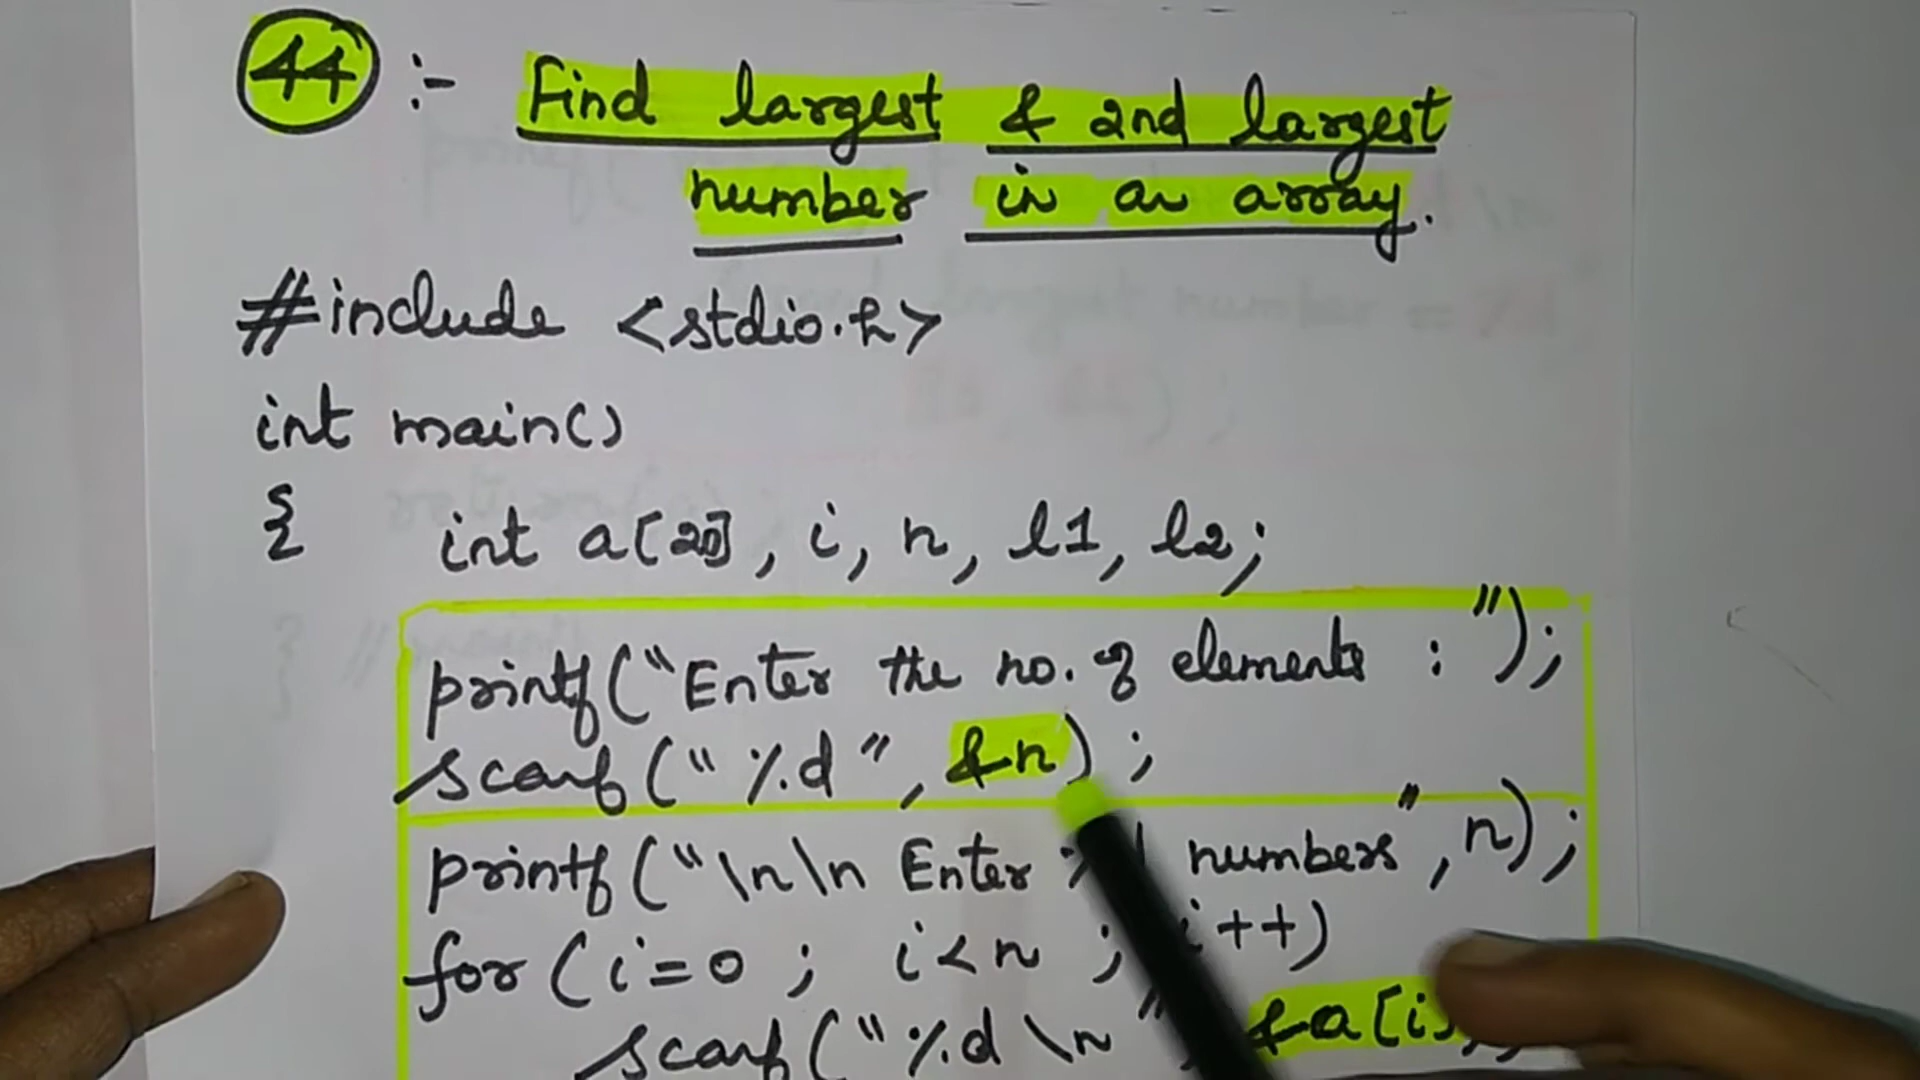 44 :- Find largest & 2nd largest
number in an array.
#include <stdio.h>
int main()
{ int a[20], i, n, l1, l2;
printf("Enter the no. of elements : ");
scanf("%d", &n);
printf("\n\n Enter numbers", n);
for(i=0; i<n; i++)
scanf("%d\n" &a[i]